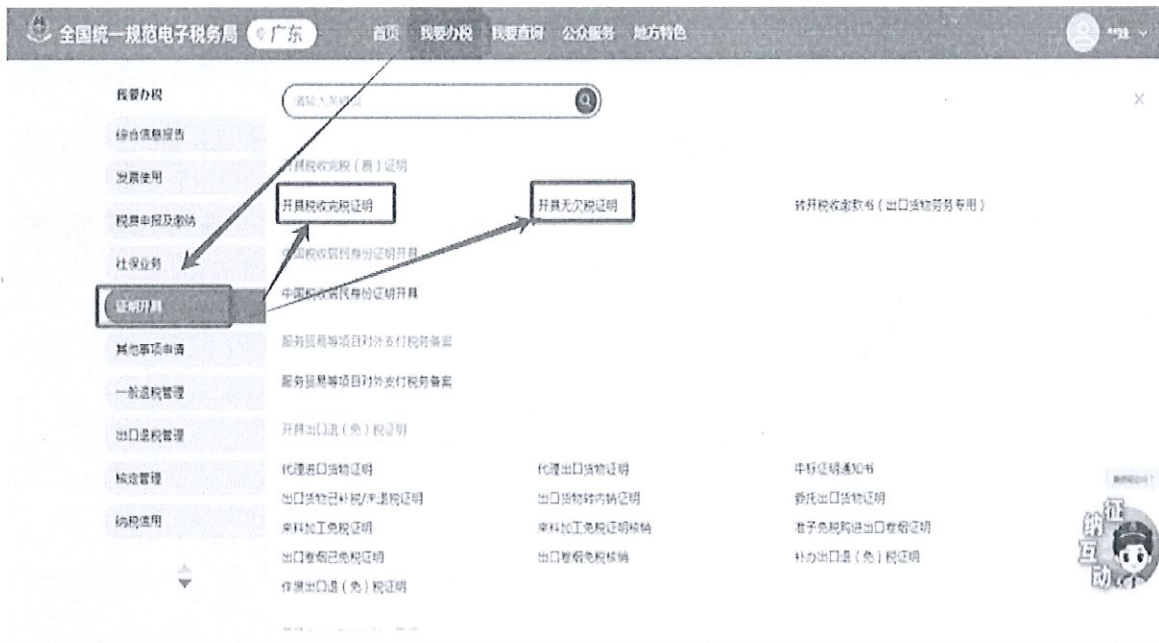 全国统一规范电子税务局 广东 首页 我要办税 我要查询 公众服务 地方特色
我要办税
综合信息报告
发票使用
税费申报及缴纳
社保业务
证明开具
其他事项申请
一般退税管理
出口退税管理
核定管理
纳税信用
请输入关键词
开具税收完税（费）证明
开具税收完税证明 开具无欠税证明 转开税收缴款书（出口货物劳务专用）
中国税收居民身份证明开具
中国税收居民身份证明开具
服务贸易等项目对外支付税务备案
服务贸易等项目对外支付税务备案
开具出口退（免）税证明
代理进口货物证明 代理出口货物证明 中标证明通知书
出口货物已补税/未退税证明 出口货物转内销证明 委托出口货物证明
来料加工免税证明 来料加工免税证明核销 准予免税购进出口卷烟证明
出口卷烟已免税证明 出口卷烟免税核销 补办出口退（免）税证明
作废出口退（免）税证明
征纳互动